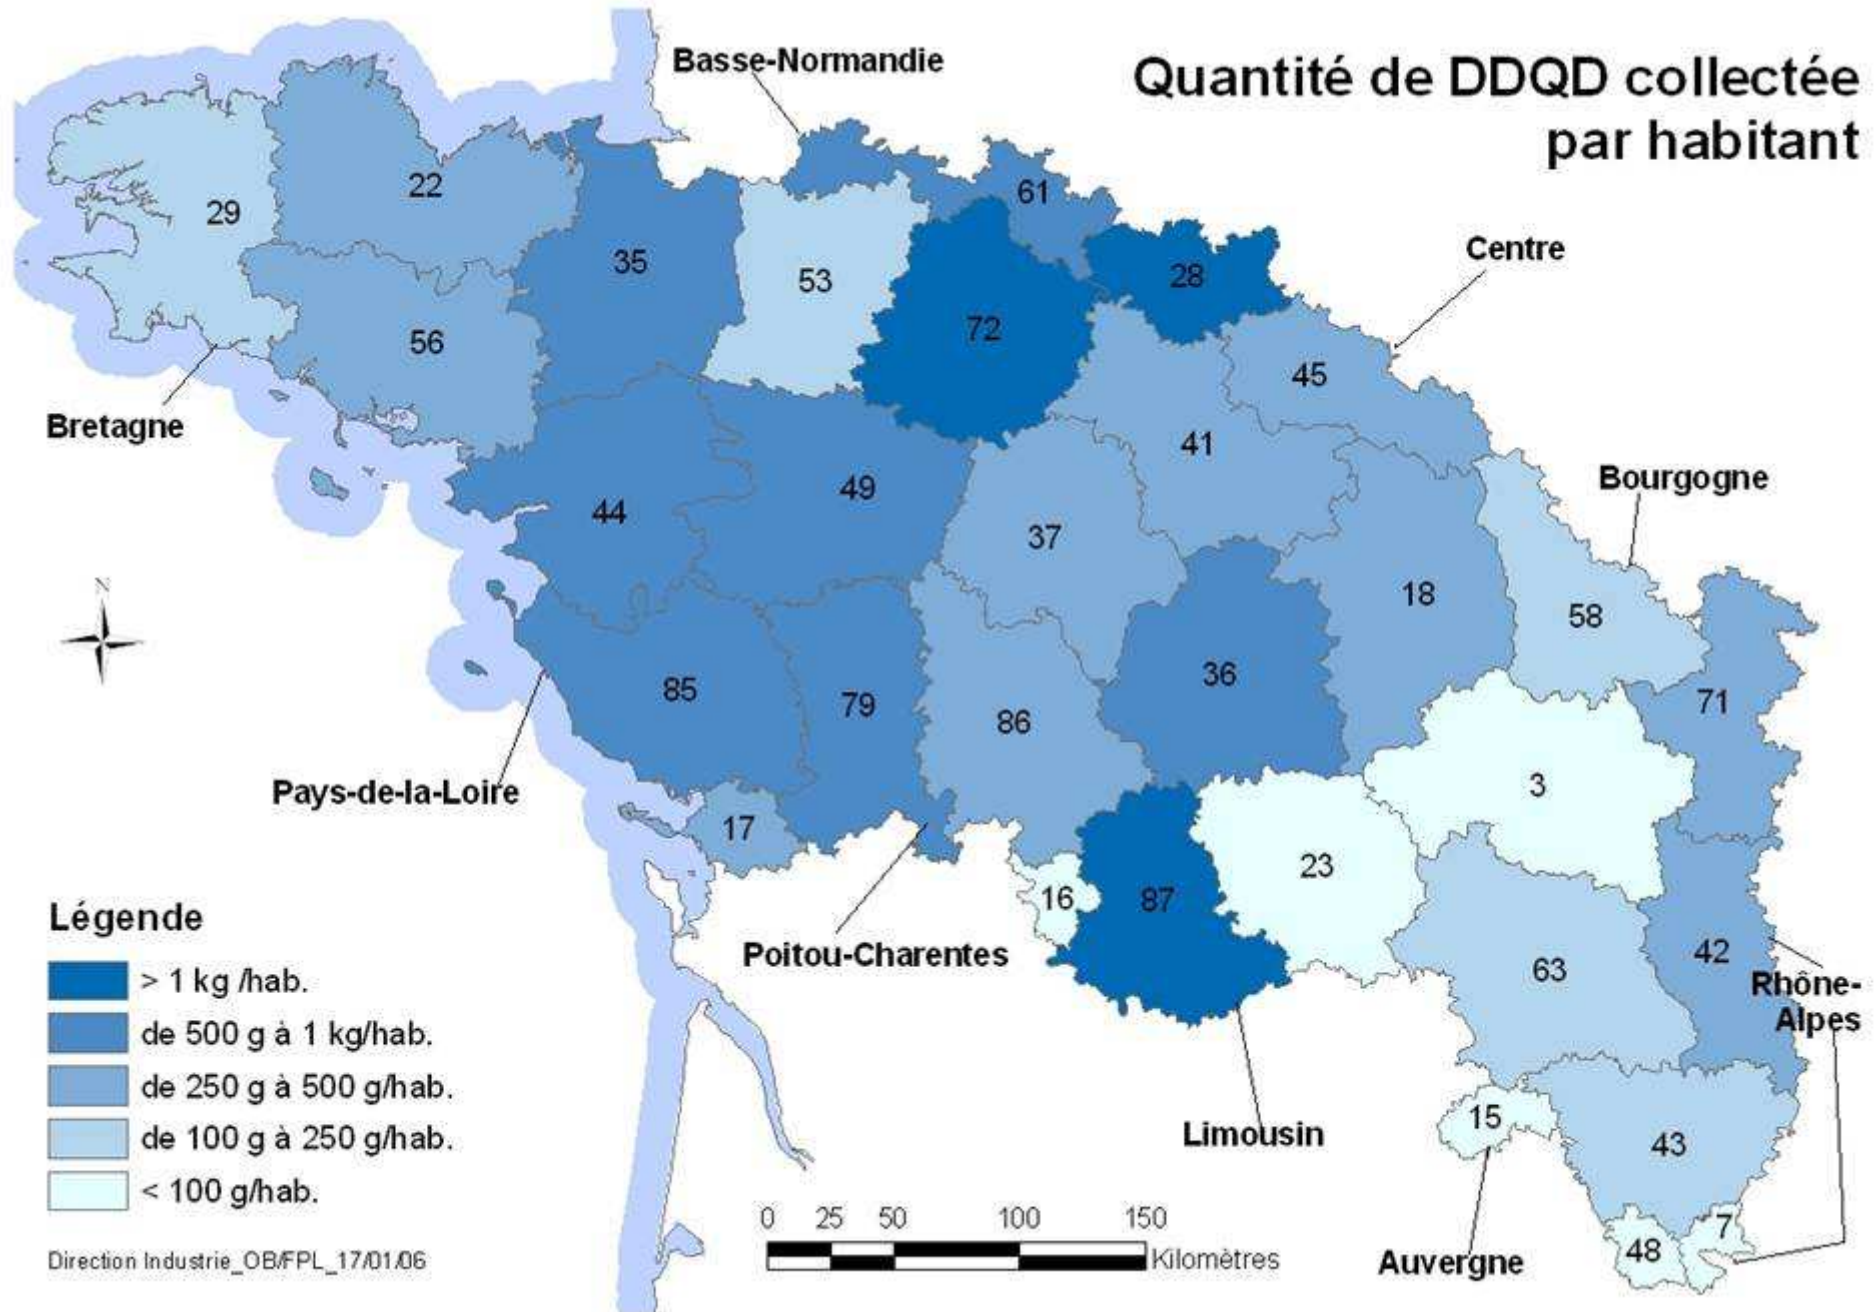 Quantité de DDQD collectée
par habitant
Basse-Normandie
61
22
29
Centre
35
53
28
72
56
45
Bretagne
41
Bourgogne
49
44
37
N
18
58
36
85
79
71
86
3
Pays-de-la-Loire
17
23
16
87
Légende
Poitou-Charentes
42
63
> 1 kg /hab.
Rhône-
Alpes
de 500 g à 1 kg/hab.
de 250 g à 500 g/hab.
15
Limousin
de 100 g à 250 g/hab.
43
< 100 g/hab.
0 25 50 100 150
Kilomètres
7
48
Auvergne
Direction Industrie_OB/FPL_17/01/06